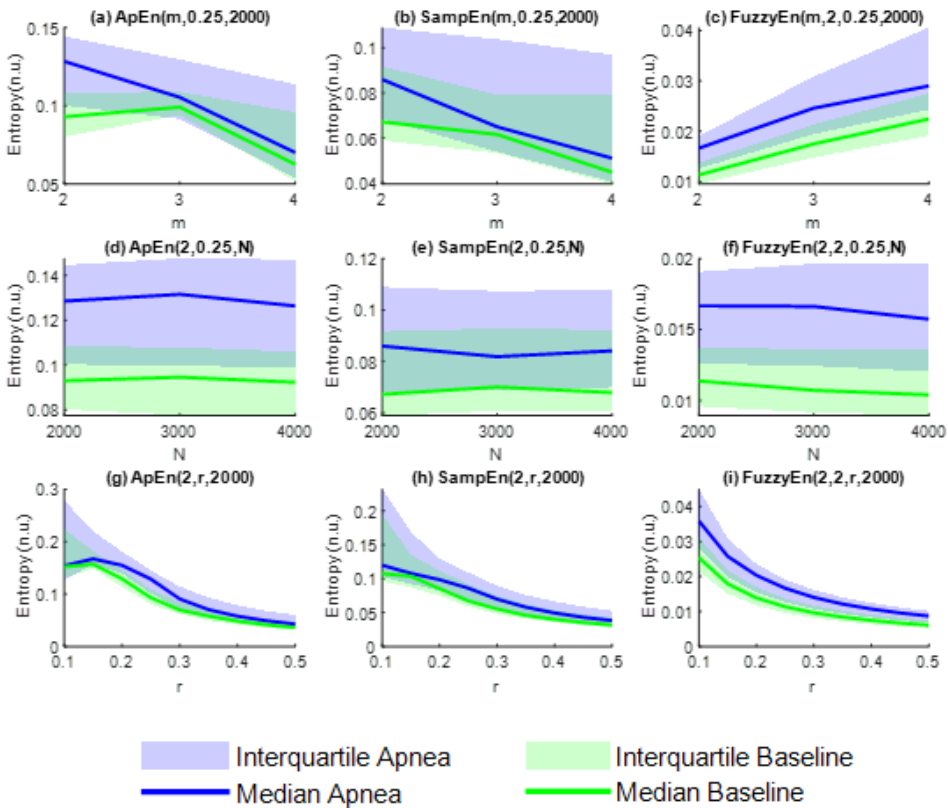 (a) ApEn(m,0.25,2000)
(b) SampEn(m,0.25,2000)
(c) FuzzyEn(m,2,0.25,2000)
Entropy(n.u.)
0.15
0.1
0.05
2
3
4
m
Entropy(n.u.)
0.1
0.08
0.06
0.04
2
3
4
m
Entropy(n.u.)
0.04
0.03
0.02
0.01
2
3
4
m
(d) ApEn(2,0.25,N)
(e) SampEn(2,0.25,N)
(f) FuzzyEn(2,2,0.25,N)
Entropy(n.u.)
0.14
0.12
0.1
0.08
2000
3000
4000
N
Entropy(n.u.)
0.12
0.1
0.08
0.06
2000
3000
4000
N
Entropy(n.u.)
0.02
0.015
0.01
2000
3000
4000
N
(g) ApEn(2,r,2000)
(h) SampEn(2,r,2000)
(i) FuzzyEn(2,2,r,2000)
Entropy(n.u.)
0.3
0.2
0.1
0
0.1
0.2
0.3
0.4
0.5
r
Entropy(n.u.)
0.2
0.15
0.1
0.05
0
0.1
0.2
0.3
0.4
0.5
r
Entropy(n.u.)
0.04
0.03
0.02
0.01
0
0.1
0.2
0.3
0.4
0.5
r
Interquartile Apnea
Interquartile Baseline
Median Apnea
Median Baseline